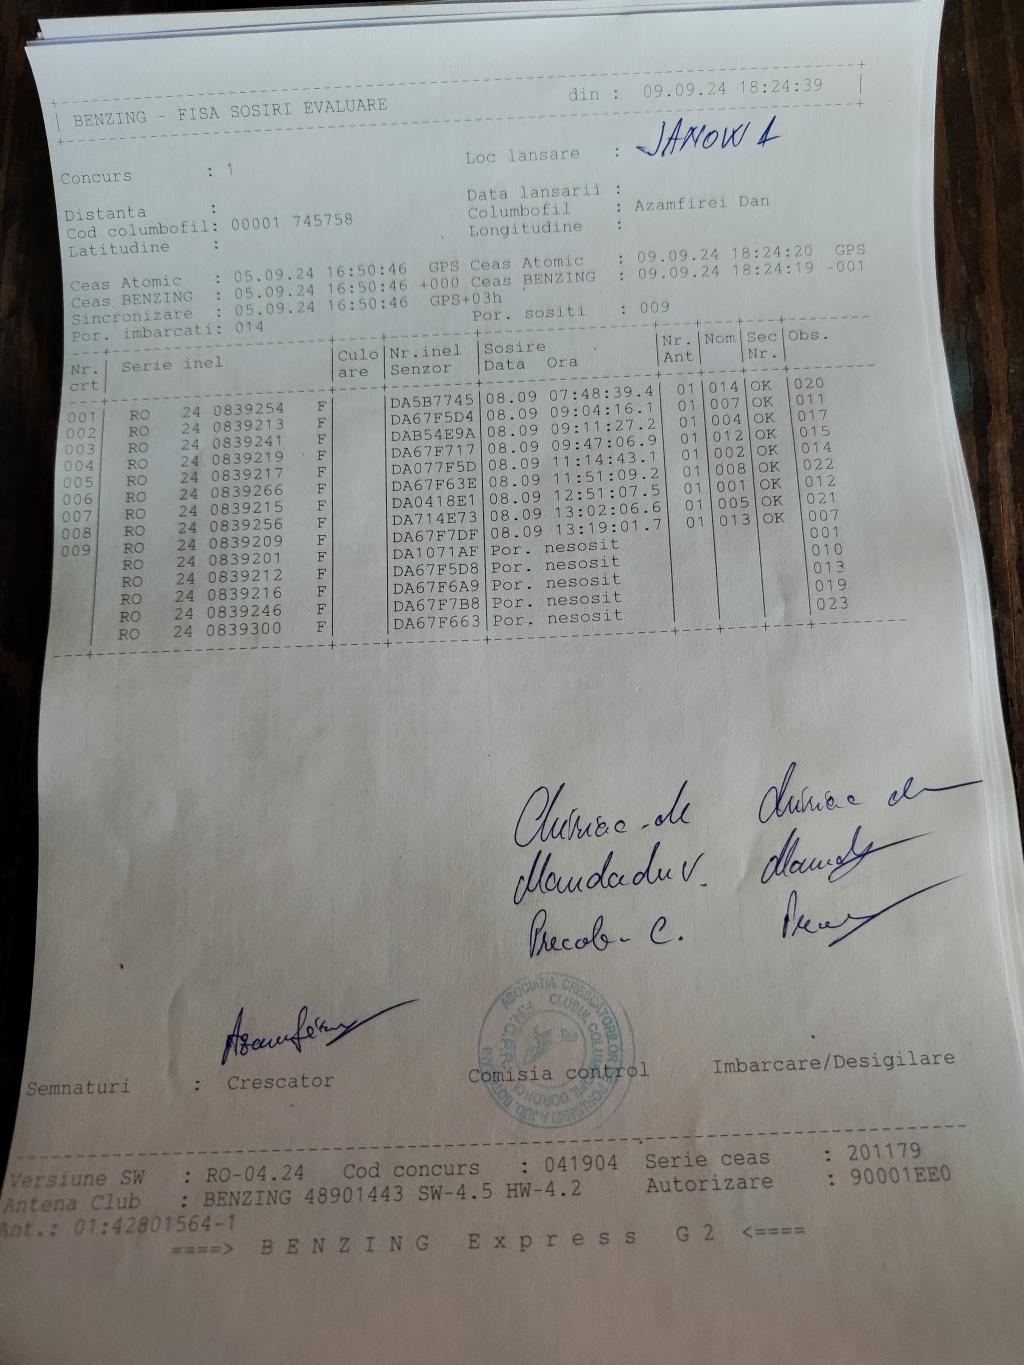 BENZING - FISA SOSIRI EVALUARE din : 09.09.24 18:24:39
Concurs : 1 Loc lansare : JANOW 1
Distanta : Data lansarii :
Cod columbofil: 00001 745758 Columbofil : Azamfirei Dan
Latitudine : Longitudine :
Ceas Atomic : 05.09.24 16:50:46 GPS Ceas Atomic : 09.09.24 18:24:20 GPS
Ceas BENZING : 05.09.24 16:50:46 +000 Ceas BENZING : 09.09.24 18:24:19 -001
Sincronizare : 05.09.24 16:50:46 GPS+03h
Por. imbarcati: 014 Por. sositi : 009
Nr. Serie inel Culo Nr.inel Sosire Nr. Nom Sec Obs.
crt are Senzor Data Ora Ant Nr.
001 RO 24 0839254 F DA5B7745 08.09 07:48:39.4 01 014 OK 020
002 RO 24 0839213 F DA67F5D4 08.09 09:04:16.1 01 007 OK 011
003 RO 24 0839241 F DAB54E9A 08.09 09:11:27.2 01 004 OK 017
004 RO 24 0839219 F DA67F717 08.09 09:47:06.9 01 012 OK 015
005 RO 24 0839217 F DA077F5D 08.09 11:14:43.1 01 002 OK 014
006 RO 24 0839266 F DA67F63E 08.09 11:51:09.2 01 008 OK 022
007 RO 24 0839215 F DA0418E1 08.09 12:51:07.5 01 001 OK 012
008 RO 24 0839256 F DA714E73 08.09 13:02:06.6 01 005 OK 021
009 RO 24 0839209 F DA67F7DF 08.09 13:19:01.7 01 013 OK 007
RO 24 0839201 F DA1071AF Por. nesosit 001
RO 24 0839212 F DA67F5D8 Por. nesosit 010
RO 24 0839216 F DA67F6A9 Por. nesosit 013
RO 24 0839246 F DA67F7B8 Por. nesosit 019
RO 24 0839300 F DA67F663 Por. nesosit 023
Semnaturi : Crescator Comisia control Imbarcare/Desigilare
Versiune SW : RO-04.24 Cod concurs : 041904 Serie ceas : 201179
Antena Club : BENZING 48901443 SW-4.5 HW-4.2 Autorizare : 90001EE0
Ant.: 01:42801564-1
====> BENZING Express G2 <====